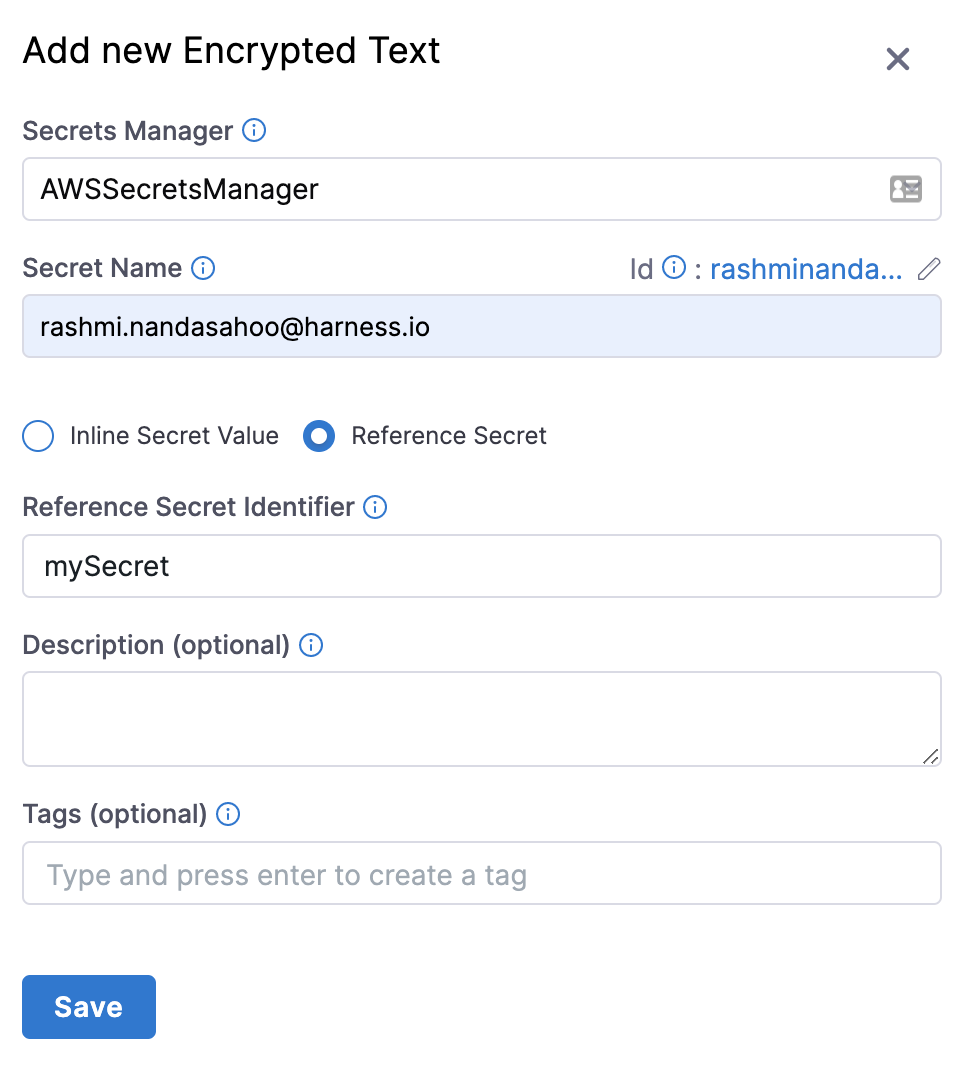 Add new Encrypted Text
Secrets Manager
AWSSecretsManager
Secret Name Id : rashminanda...
rashmi.nandasahoo@harness.io
Inline Secret Value Reference Secret
Reference Secret Identifier
mySecret
Description (optional)
Tags (optional)
Type and press enter to create a tag
Save